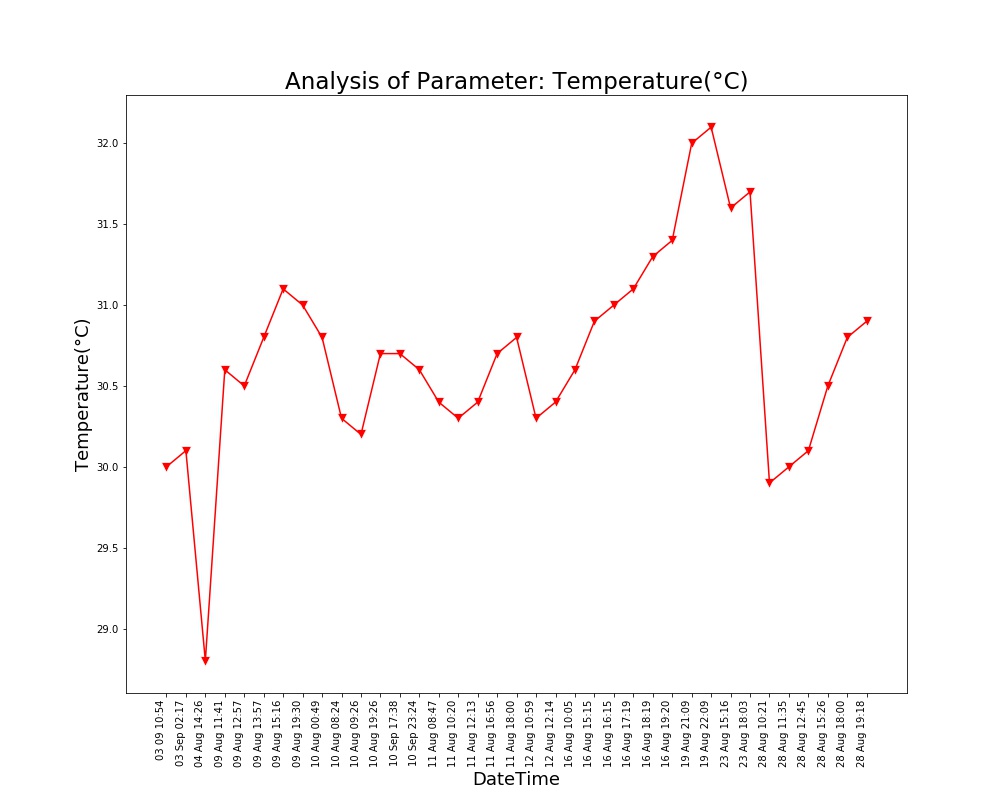 Analysis of Parameter: Temperature(°C)
Temperature(°C)
32.0
31.5
31.0
30.5
30.0
29.5
29.0
03 09 10:54
03 Sep 02:17
04 Aug 14:26
09 Aug 11:41
09 Aug 12:57
09 Aug 13:57
09 Aug 15:16
09 Aug 19:30
10 Aug 00:49
10 Aug 08:24
10 Aug 09:26
10 Aug 19:26
10 Sep 17:38
10 Sep 23:24
11 Aug 08:47
11 Aug 10:20
11 Aug 12:13
11 Aug 16:56
11 Aug 18:00
12 Aug 10:59
12 Aug 12:14
16 Aug 10:05
16 Aug 15:15
16 Aug 16:15
16 Aug 17:19
16 Aug 18:19
16 Aug 19:20
19 Aug 21:09
19 Aug 22:09
23 Aug 15:16
23 Aug 18:03
28 Aug 10:21
28 Aug 11:35
28 Aug 12:45
28 Aug 15:26
28 Aug 18:00
28 Aug 19:18
DateTime